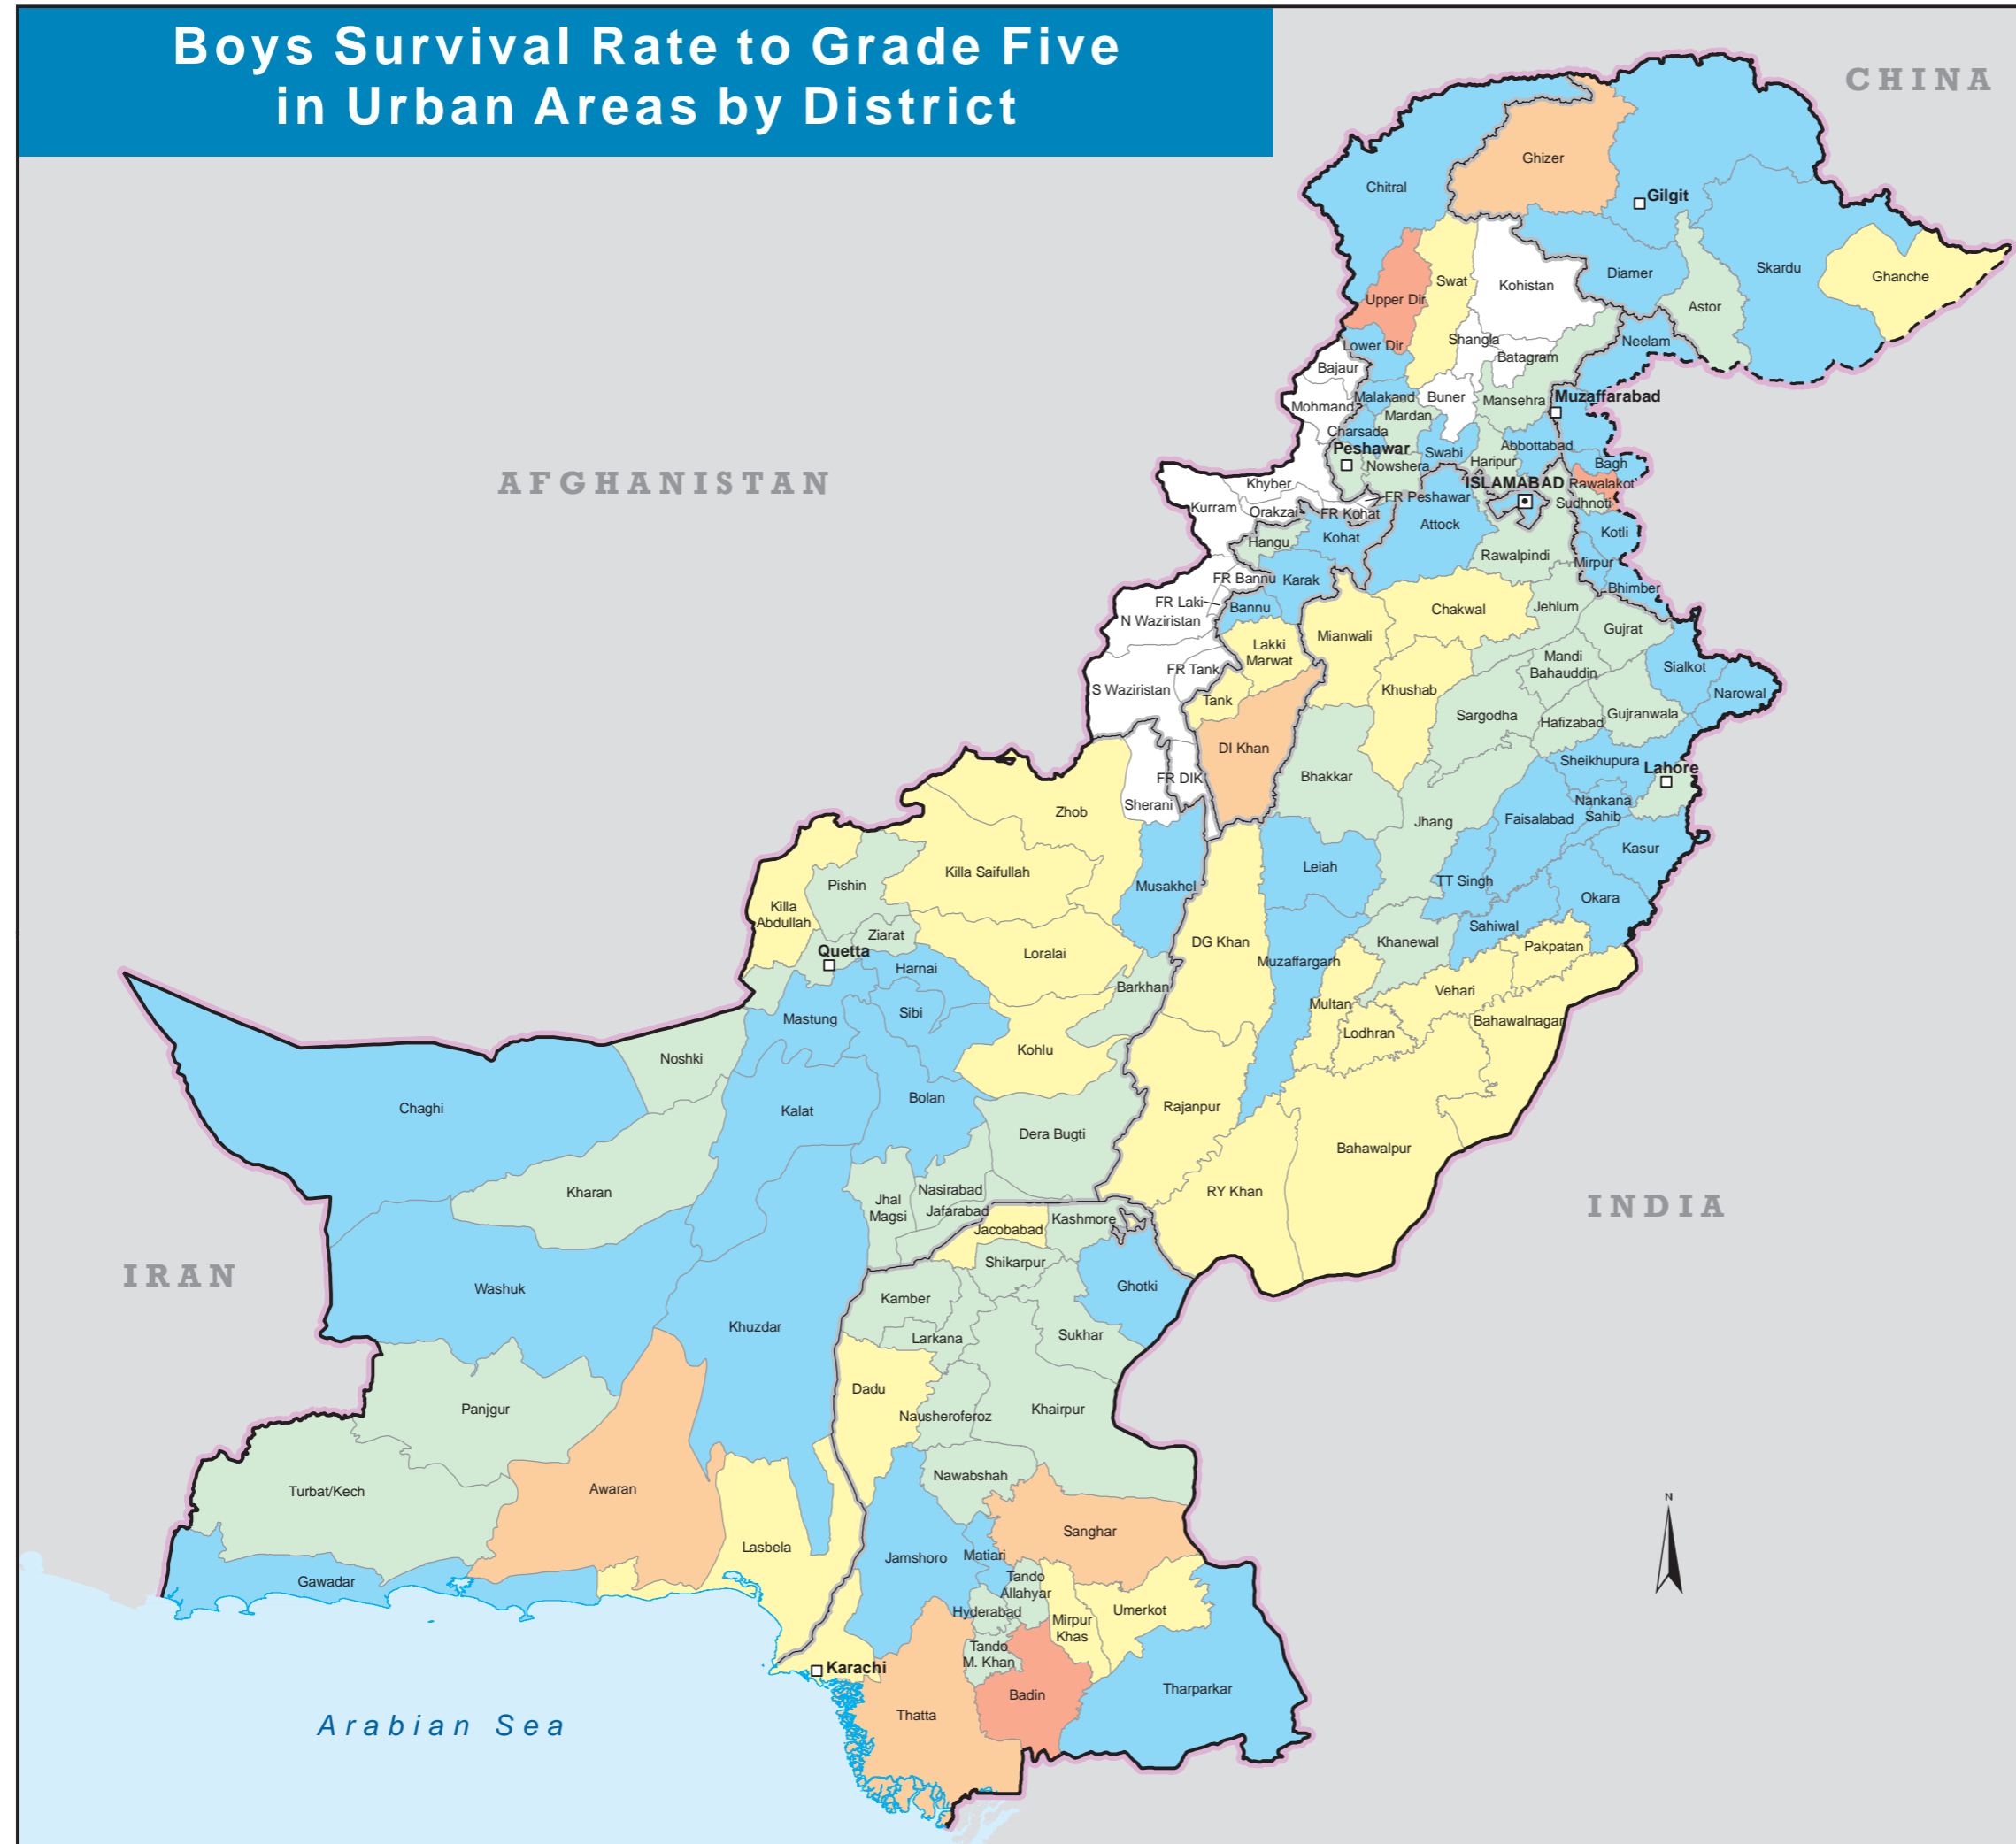 Boys Survival Rate to Grade Five
in Urban Areas by District
CHINA
Ghizer
Chitral
Gilgit
Skardu
Diamer
Ghanche
Swat
Kohistan
Upper Dir
Astor
Neelam
Shangla
Lower Dir
Batagram
Bajaur
Malakand
Buner
Mansehra
Muzaffarabad
Mohmand
Mardan
Charsada
Abbottabad
Peshawar
Swabi
Haripur
Bagh
Nowshera
AFGHANISTAN
Khyber
ISLAMABAD
Rawalakot
FR Peshawar
Sudhnoti
Kurram
Orakzai
FR Kohat
Attock
Kotli
Hangu
Kohat
Rawalpindi
Mirpur
FR Bannu
Karak
Bhimber
FR Laki
Bannu
Chakwal
Jehlum
N Waziristan
Gujrat
Mianwali
Lakki
Marwat
Mandi
Bahauddin
Sialkot
FR Tank
S Waziristan
Khushab
Narowal
Tank
Sargodha
Hafizabad
Gujranwala
DI Khan
Sheikhupura
Lahore
FR DIK
Bhakkar
Sherani
Nankana
Sahib
Zhob
Jhang
Faisalabad
Kasur
Leiah
Killa Saifullah
TT Singh
Pishin
Musakhel
Okara
Killa
Abdullah
Sahiwal
Ziarat
DG Khan
Khanewal
Pakpatan
Quetta
Loralai
Muzaffargarh
Harnai
Barkhan
Vehari
Multan
Sibi
Mastung
Bahawalnagar
Lodhran
Kohlu
Noshki
Bolan
Chaghi
Kalat
Rajanpur
Dera Bugti
Bahawalpur
Kharan
Nasirabad
RY Khan
Jhal
Magsi
Jafarabad
INDIA
Kashmore
Jacobabad
IRAN
Shikarpur
Washuk
Ghotki
Kamber
Khuzdar
Larkana
Sukhar
Dadu
Panjgur
Nausheroferoz
Khairpur
Nawabshah
Turbat/Kech
Awaran
N
Sanghar
Lasbela
Jamshoro
Matiari
Gawadar
Tando
Allahyar
Hyderabad
Umerkot
Mirpur
Khas
Tando
M. Khan
Karachi
Badin
Tharparkar
Thatta
Arabian Sea